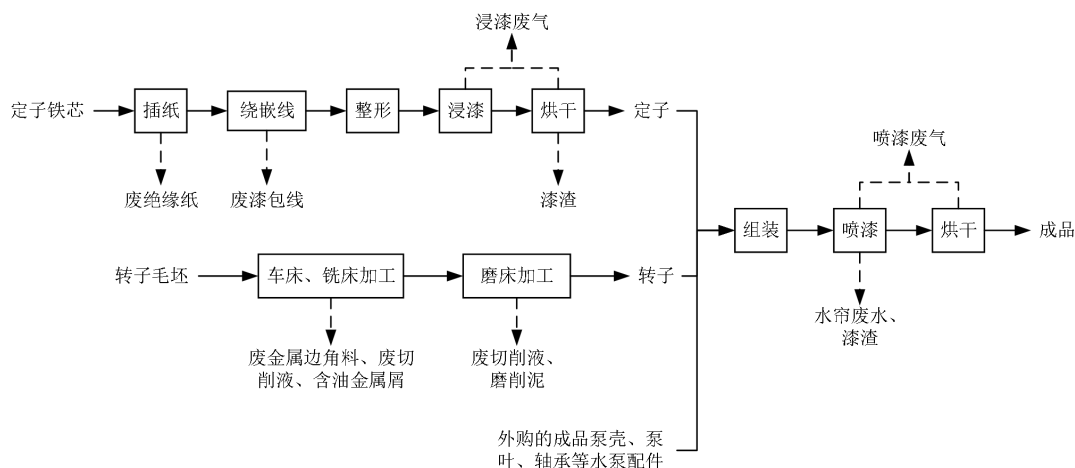 浸漆废气
定子铁芯
插纸
绕嵌线
整形
浸漆
烘干
定子
废绝缘纸
废漆包线
漆渣
喷漆废气
组装
喷漆
烘干
成品
水帘废水、
漆渣
转子毛坯
车床、铣床加工
磨床加工
转子
废金属边角料、废切
削液、含油金属屑
废切削液、
磨削泥
外购的成品泵壳、泵
叶、轴承等水泵配件